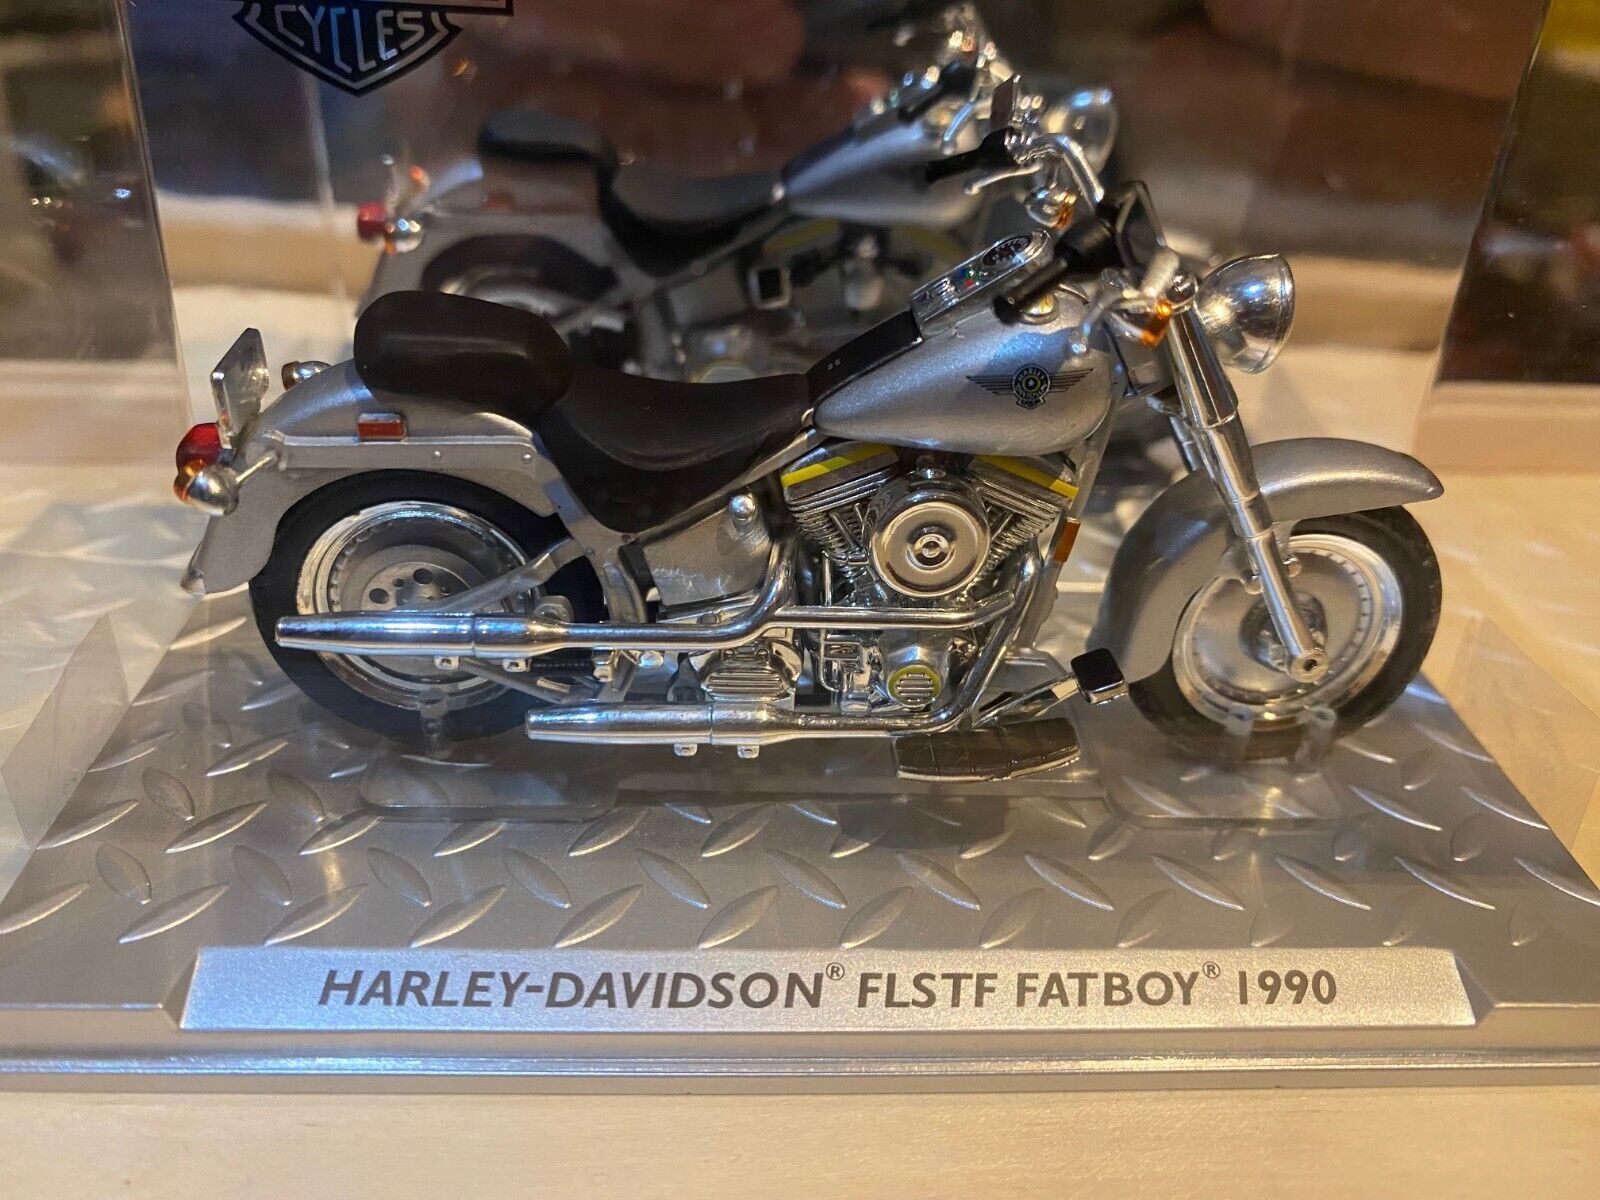 CYCLES
HARLEY-DAVIDSON® FLSTF FATBOY® 1990